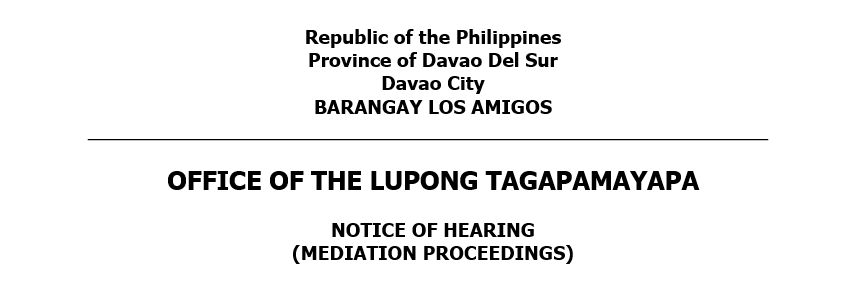 Republic of the Philippines
Province of Davao Del Sur
Davao City
BARANGAY LOS AMIGOS
OFFICE OF THE LUPONG TAGAPAMAYAPA
NOTICE OF HEARING
(MEDIATION PROCEEDINGS)